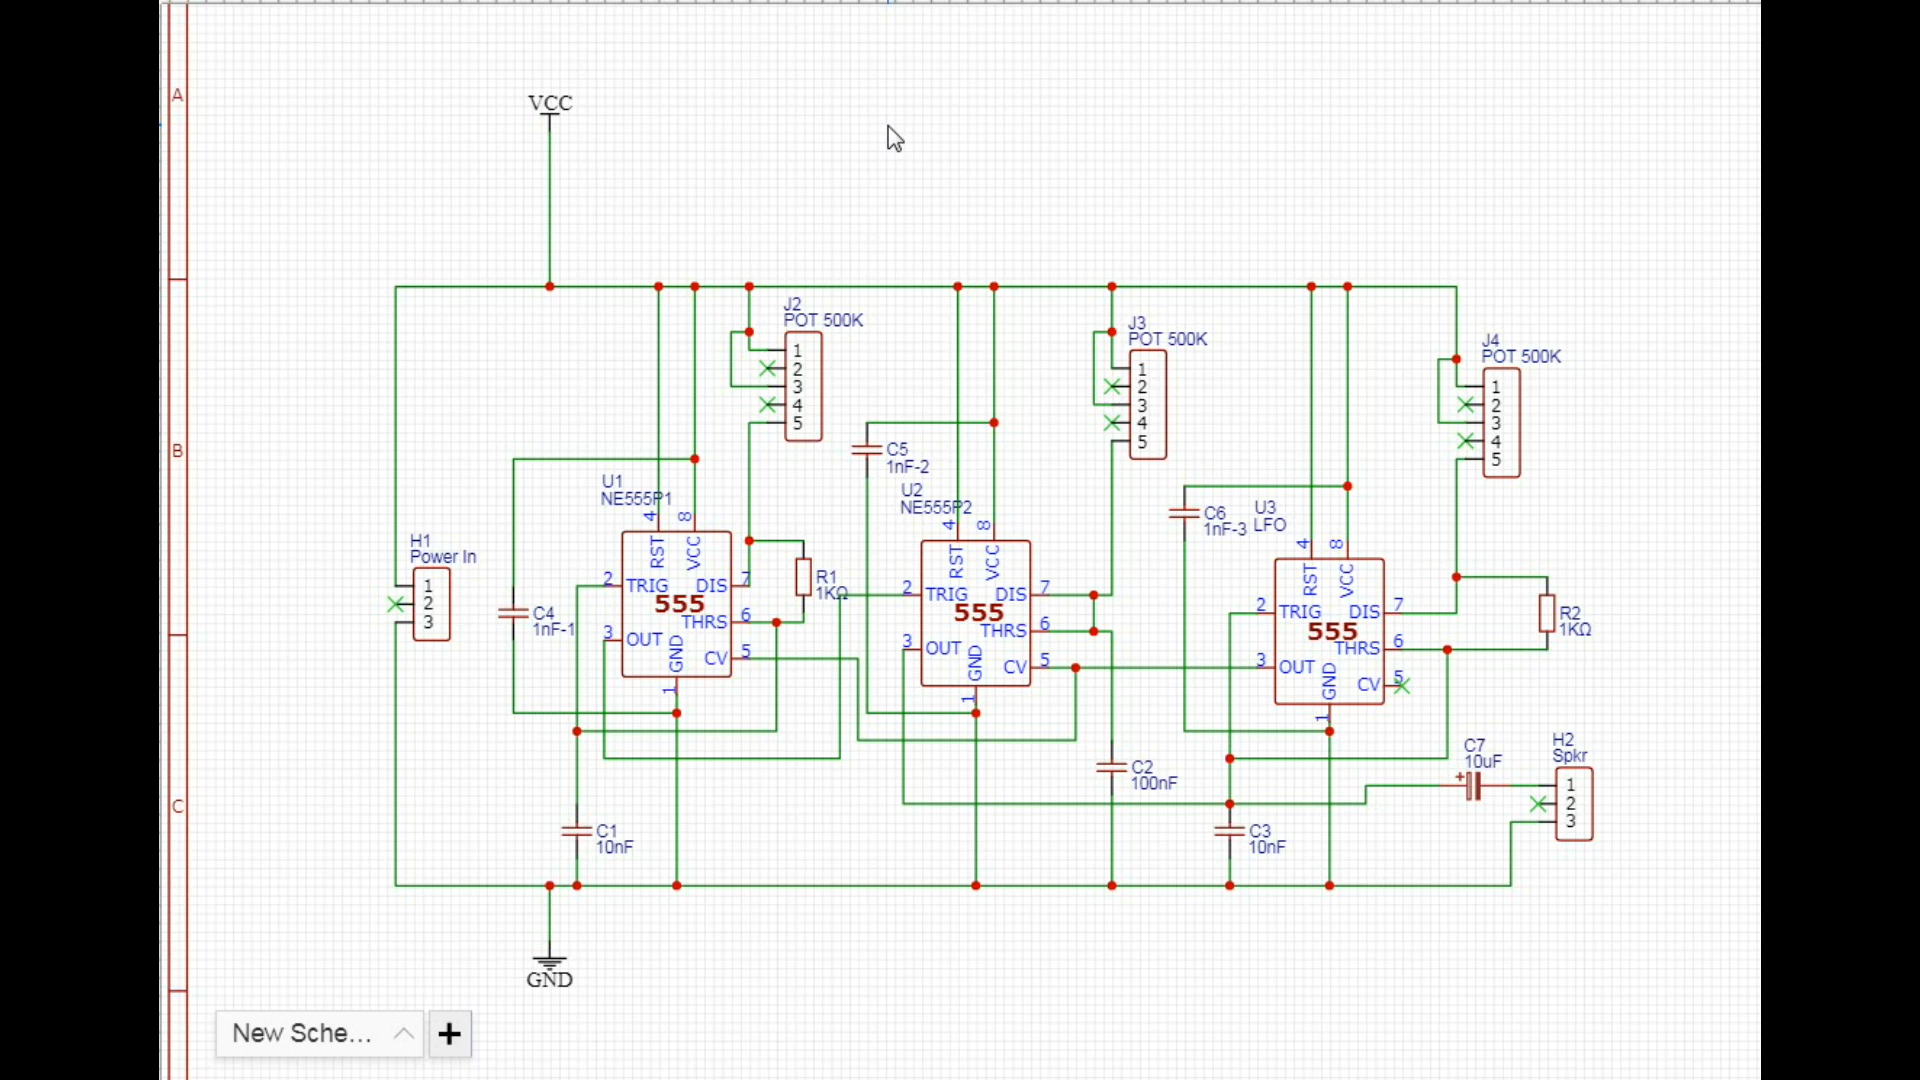 A
VCC
J2
POT 500K
1
2
3
4
5
J3
POT 500K
1
2
3
4
5
J4
POT 500K
1
2
3
4
5
B
C5
1nF-2
U1
NE555P1
4
8
RST
VCC
2
TRIG
DIS
7
555
THRS
6
3
OUT
GND
CV
5
1
R1
1KΩ
U2
NE555P2
4
8
RST
VCC
2
TRIG
DIS
7
555
THRS
6
3
OUT
GND
CV
5
1
C6
1nF-3
U3
LFO
4
8
RST
VCC
2
TRIG
DIS
7
555
THRS
6
3
OUT
GND
CV
5
1
R2
1KΩ
H1
Power In
1
2
3
C4
1nF-1
C7
10uF
+
H2
Spkr
1
2
3
C2
100nF
C
C1
10nF
C3
10nF
GND
New Sche...
+